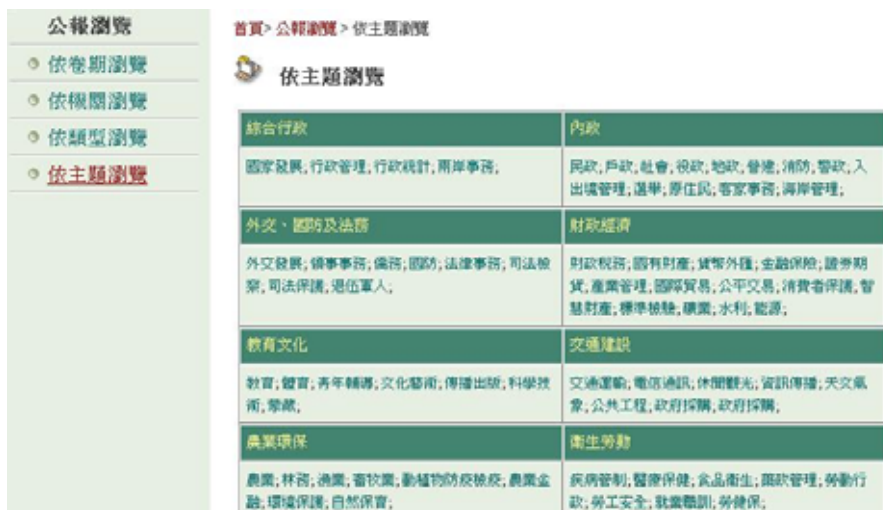 公報瀏覽
依卷期瀏覽
依機關瀏覽
依類型瀏覽
依主題瀏覽
首頁> 公報瀏覽 > 依主題瀏覽
依主題瀏覽
綜合行政
國家發展; 行政管理; 行政統計; 兩岸事務;
內政
民政; 戶政; 社會; 役政; 地政; 營建; 消防; 警政; 入
出境管理; 選舉; 原住民; 客家事務; 海岸管理;
外交、國防及法務
外交發展; 領事事務; 僑務; 國防; 法律事務; 司法檢
察; 司法保護; 退伍軍人;
財政經濟
財政稅務; 國有財產; 貨幣外匯; 金融保險; 證券期
貨; 產業管理; 國際貿易; 公平交易; 消費者保護; 智
慧財產; 標準檢驗; 礦業; 水利; 能源;
教育文化
教育; 體育; 青年輔導; 文化藝術; 傳播出版; 科學技
術; 典藏;
交通建設
交通運輸; 電信通訊; 休閒觀光; 資訊傳播; 天文氣
象; 公共工程; 政府採購; 政府採購;
農業環保
農業; 林務; 漁業; 畜牧業; 動植物防疫檢疫; 農業金
融; 環境保護; 自然保育;
衛生勞動
疾病管制; 醫療保健; 食品衛生; 藥政管理; 勞動行
政; 勞工安全; 就業職訓; 勞健保;